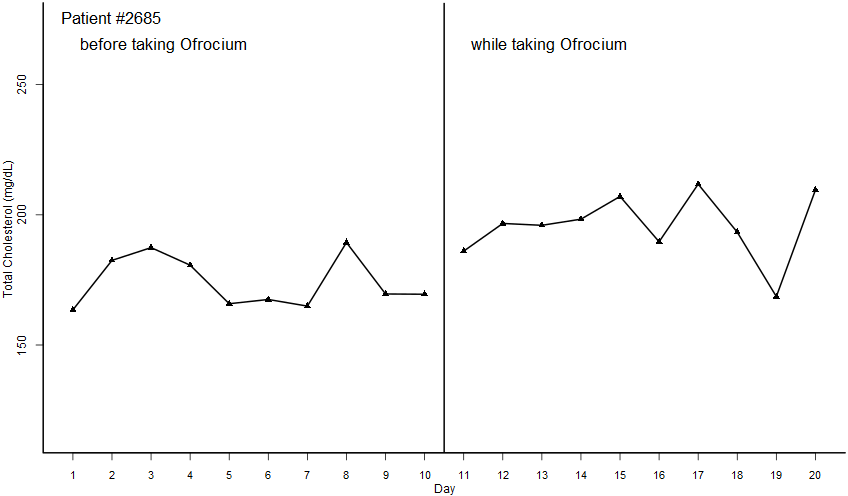 Patient #2685
before taking Ofrocium
while taking Ofrocium
Total Cholesterol (mg/dL)
250
200
150
1 2 3 4 5 6 7 8 9 10 11 12 13 14 15 16 17 18 19 20
Day